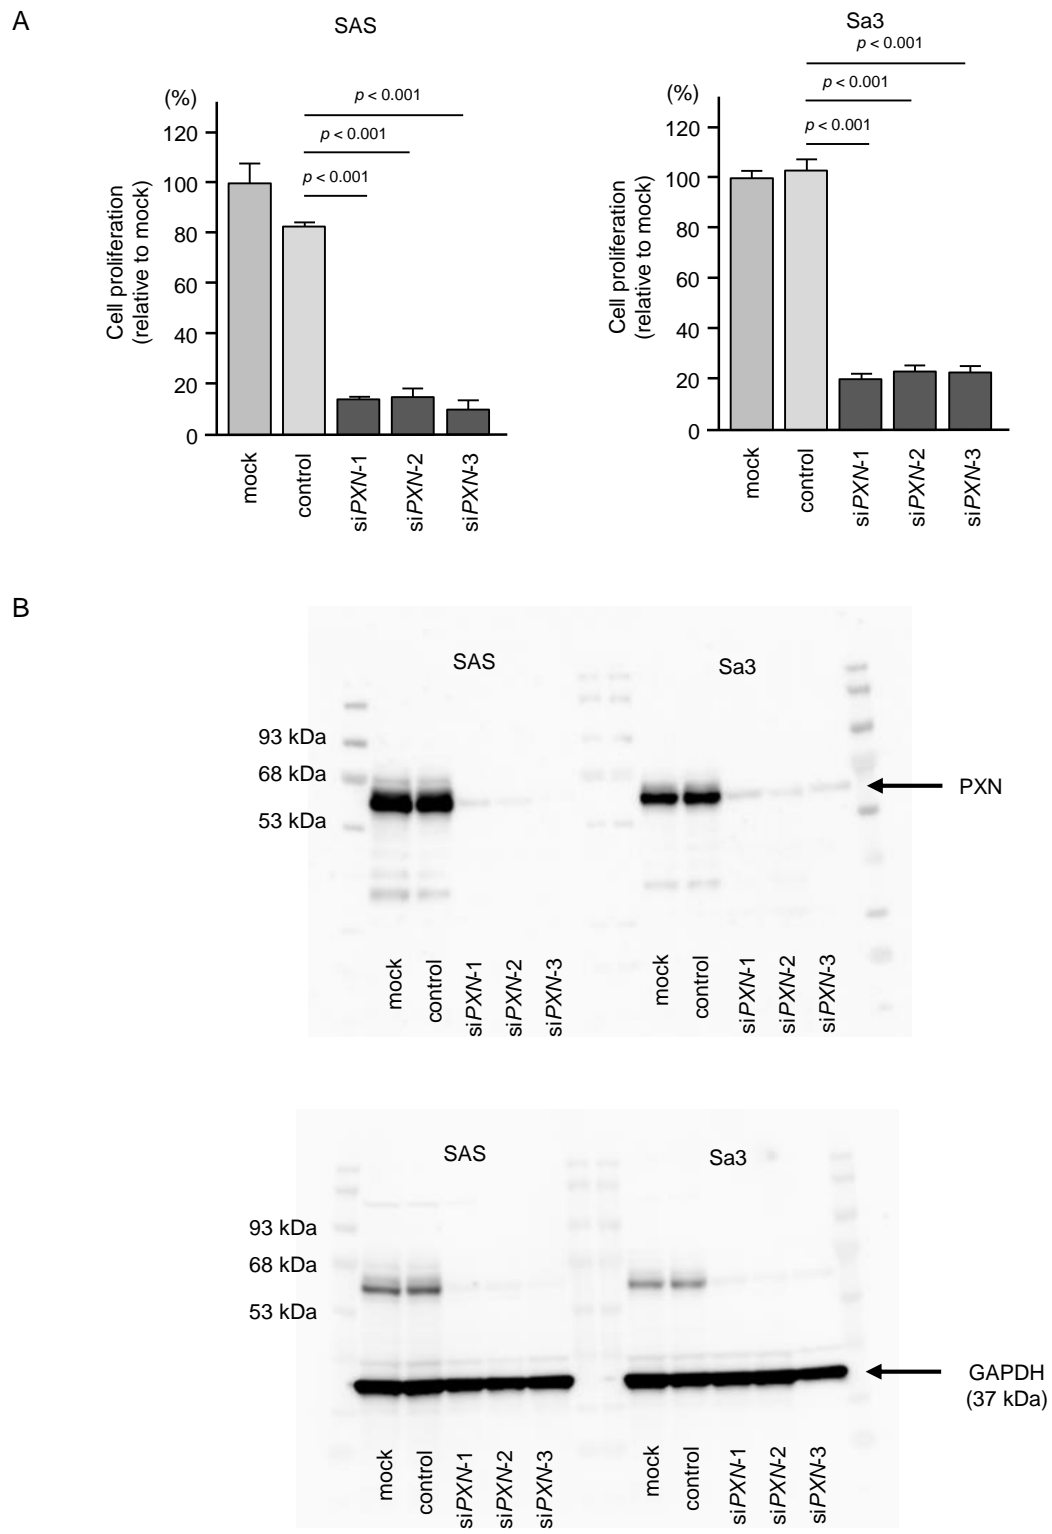 A
SAS
(%)
120
100
80
60
40
20
0
Cell proliferation
(relative to mock)
p < 0.001
p < 0.001
p < 0.001
mock
control
siPXN-1
siPXN-2
siPXN-3
Sa3
(%)
120
100
80
60
40
20
0
Cell proliferation
(relative to mock)
p < 0.001
p < 0.001
p < 0.001
mock
control
siPXN-1
siPXN-2
siPXN-3
B
SAS
Sa3
93 kDa
68 kDa
53 kDa
PXN
mock
control
siPXN-1
siPXN-2
siPXN-3
mock
control
siPXN-1
siPXN-2
siPXN-3
SAS
Sa3
93 kDa
68 kDa
53 kDa
GAPDH
(37 kDa)
mock
control
siPXN-1
siPXN-2
siPXN-3
mock
control
siPXN-1
siPXN-2
siPXN-3